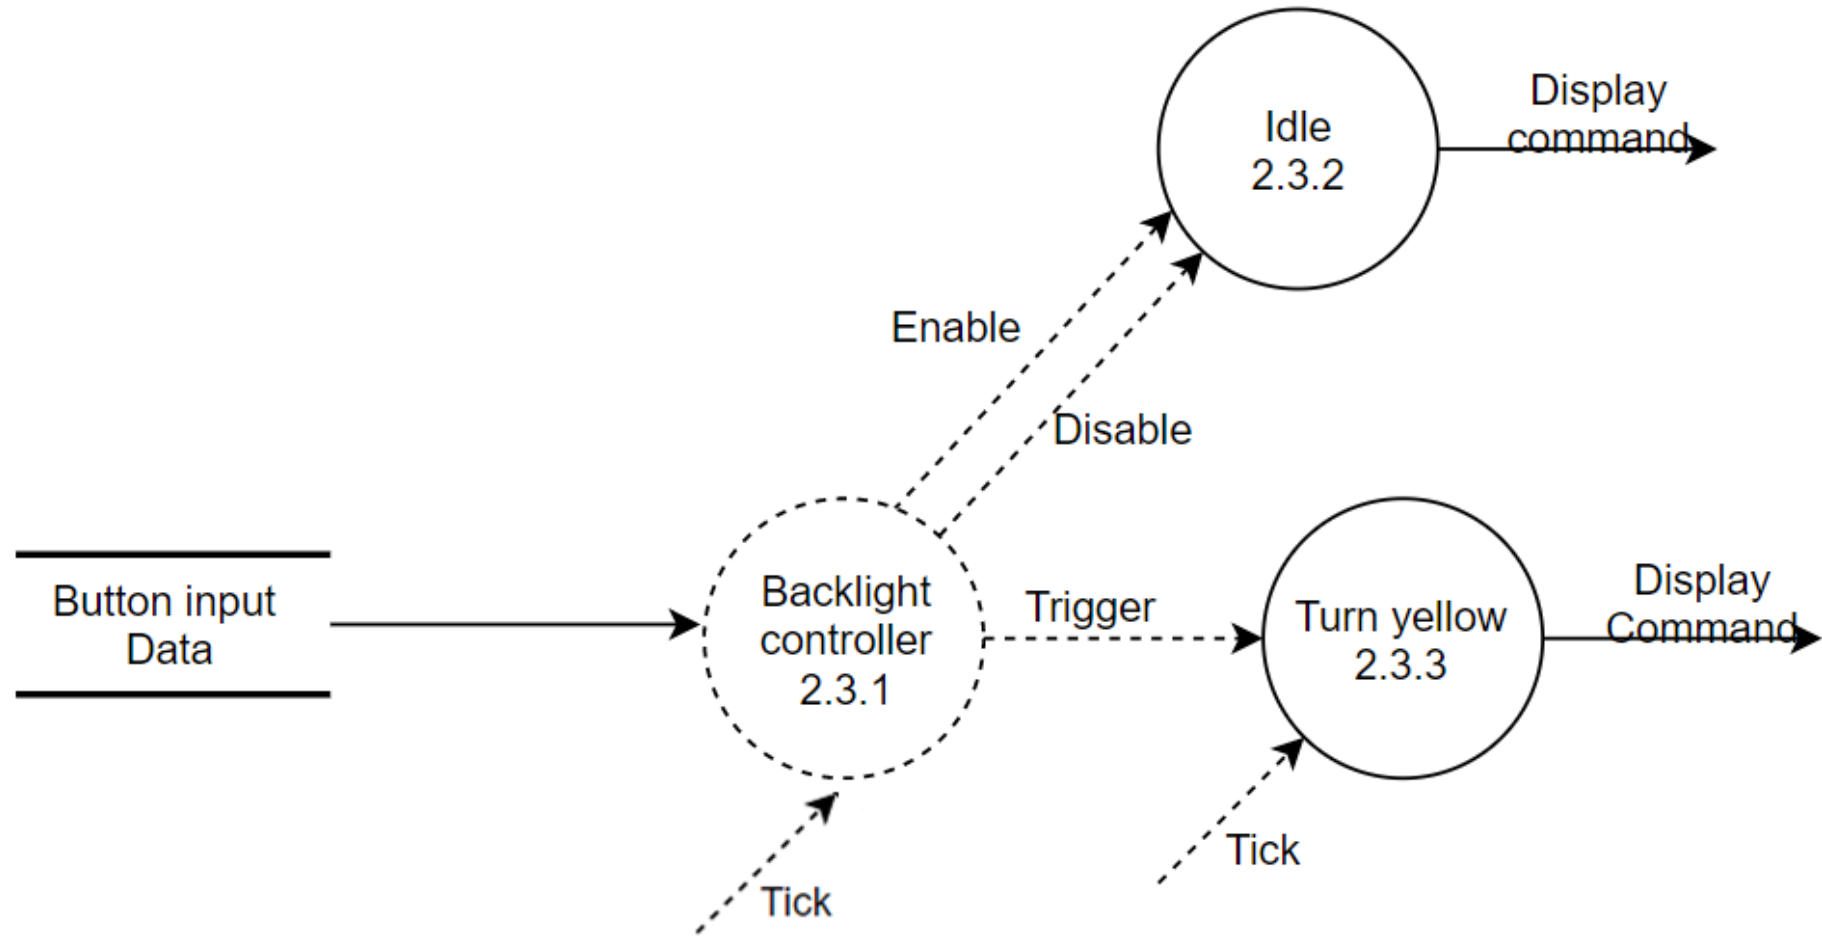 Idle
2.3.2
Display
command
Enable
Disable
Button input
Data
Backlight
controller
2.3.1
Trigger
Turn yellow
2.3.3
Display
Command
Tick
Tick